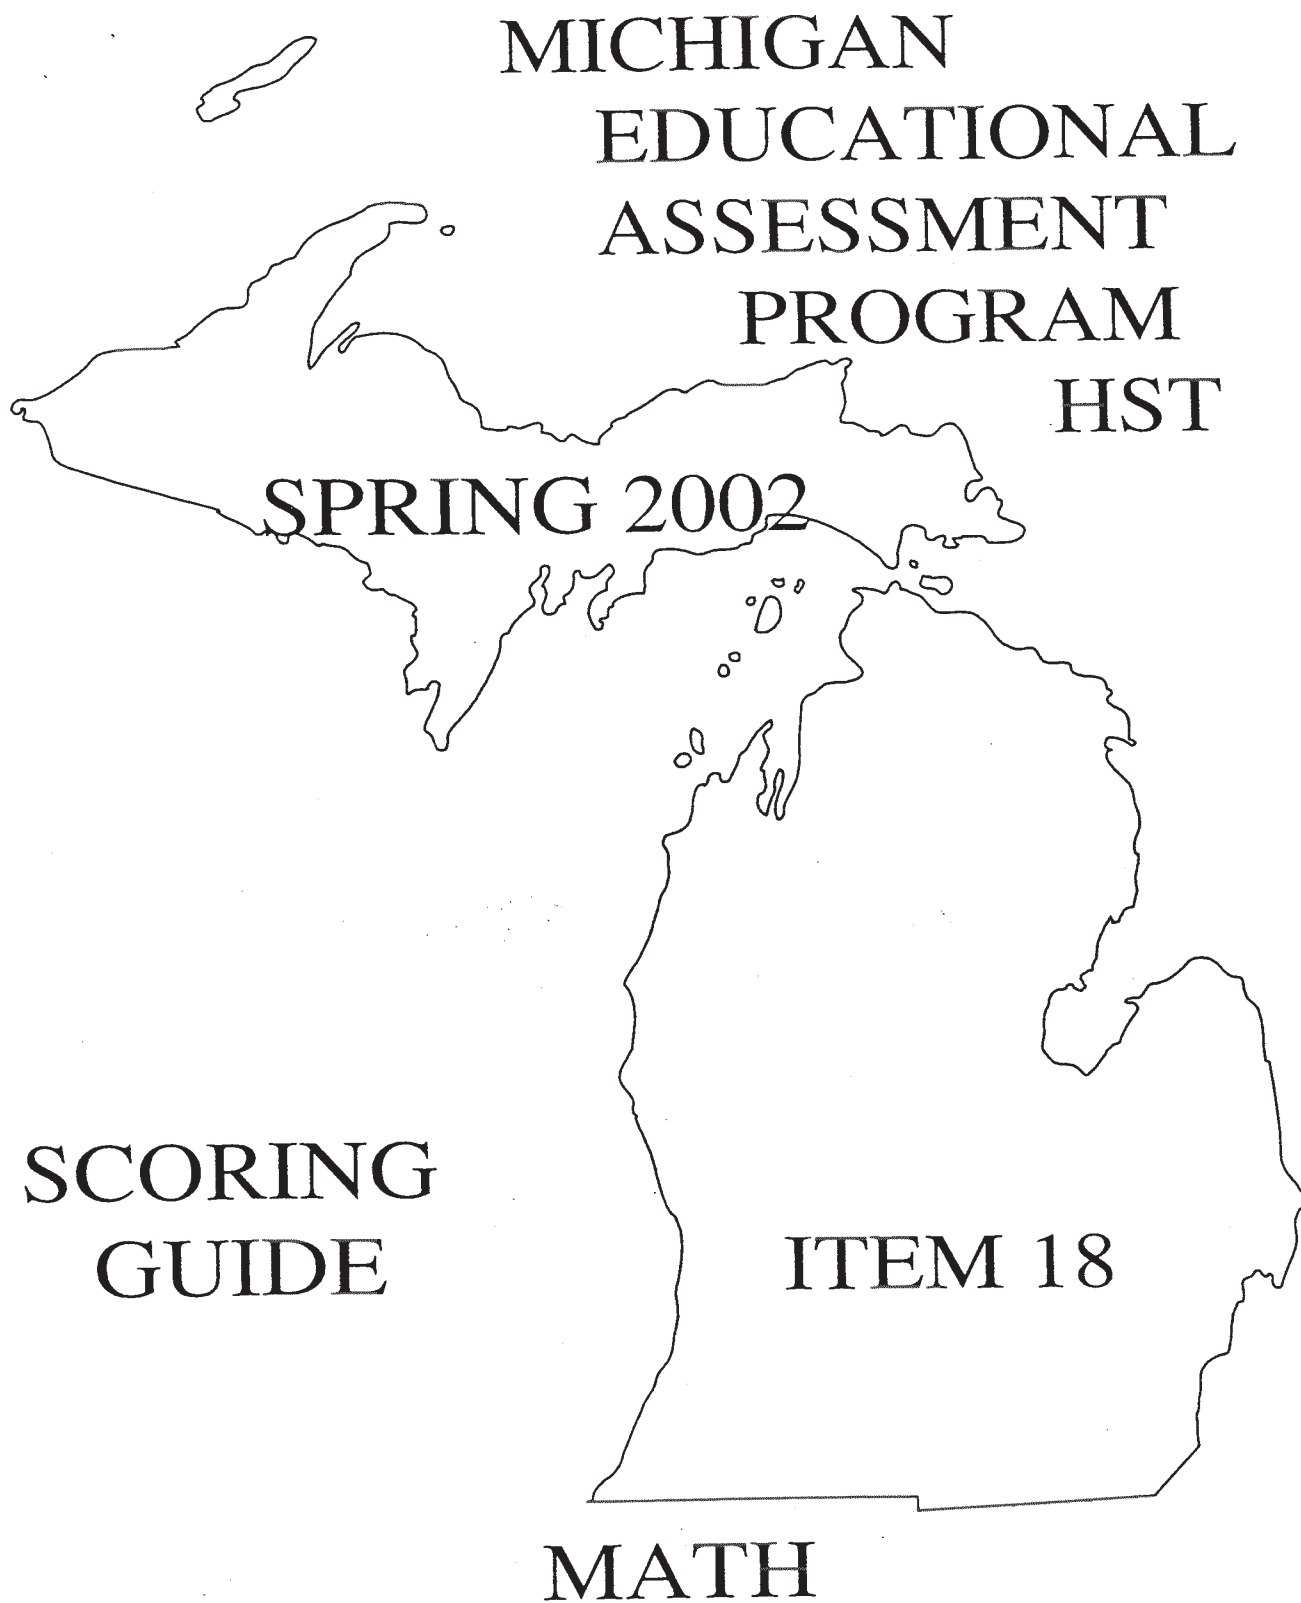 MICHIGAN
EDUCATIONAL
ASSESSMENT
PROGRAM
HST
SPRING 2002
SCORING
GUIDE
ITEM 18
MATH